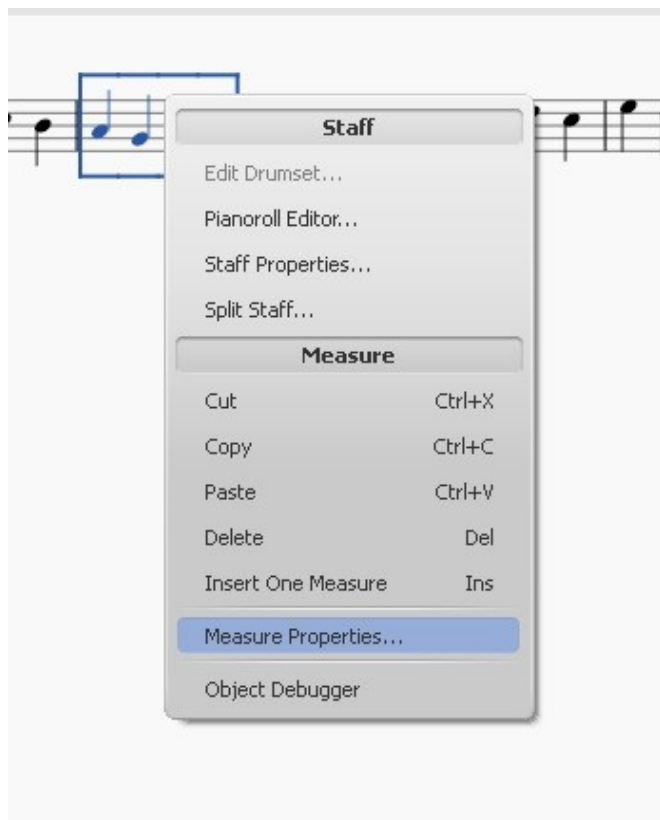 Staff
Edit Drumset...
Pianoroll Editor...
Staff Properties...
Split Staff...
Measure
Cut Ctrl+X
Copy Ctrl+C
Paste Ctrl+V
Delete Del
Insert One Measure Ins
Measure Properties...
Object Debugger